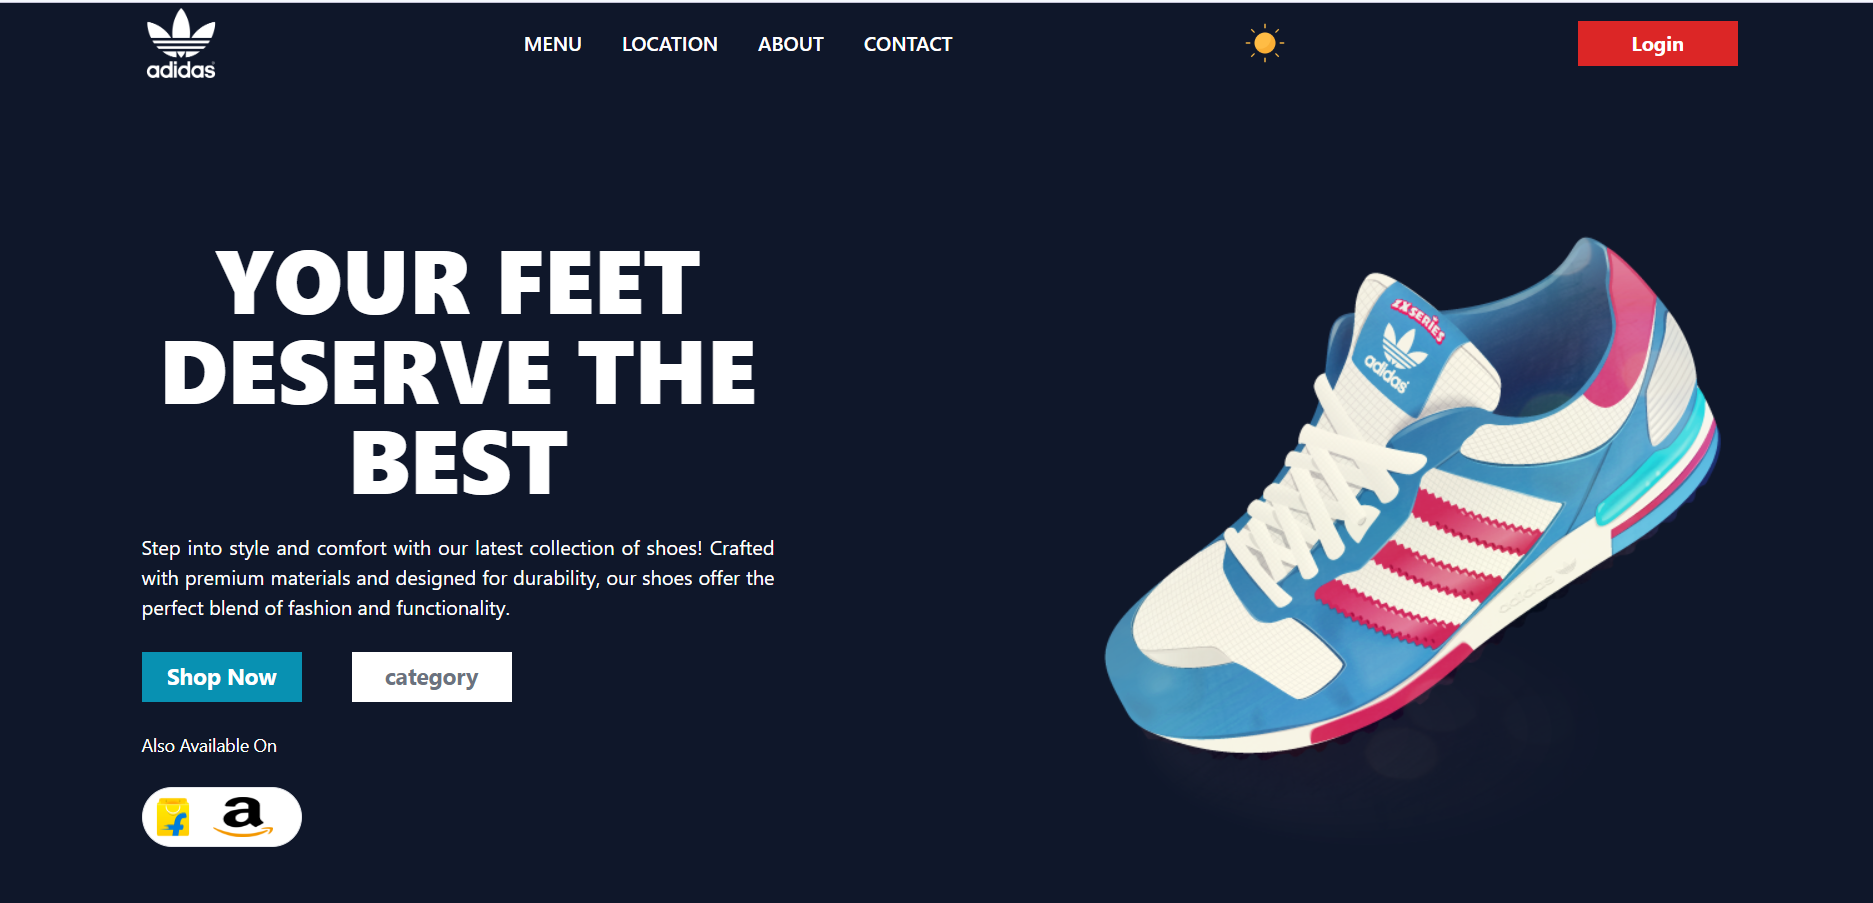 adidas
MENU LOCATION ABOUT CONTACT
Login
YOUR FEET
DESERVE THE
BEST
Step into style and comfort with our latest collection of shoes! Crafted
with premium materials and designed for durability, our shoes offer the
perfect blend of fashion and functionality.
Shop Now
category
Also Available On
f
a
ZX SERIES
adidas
adidas